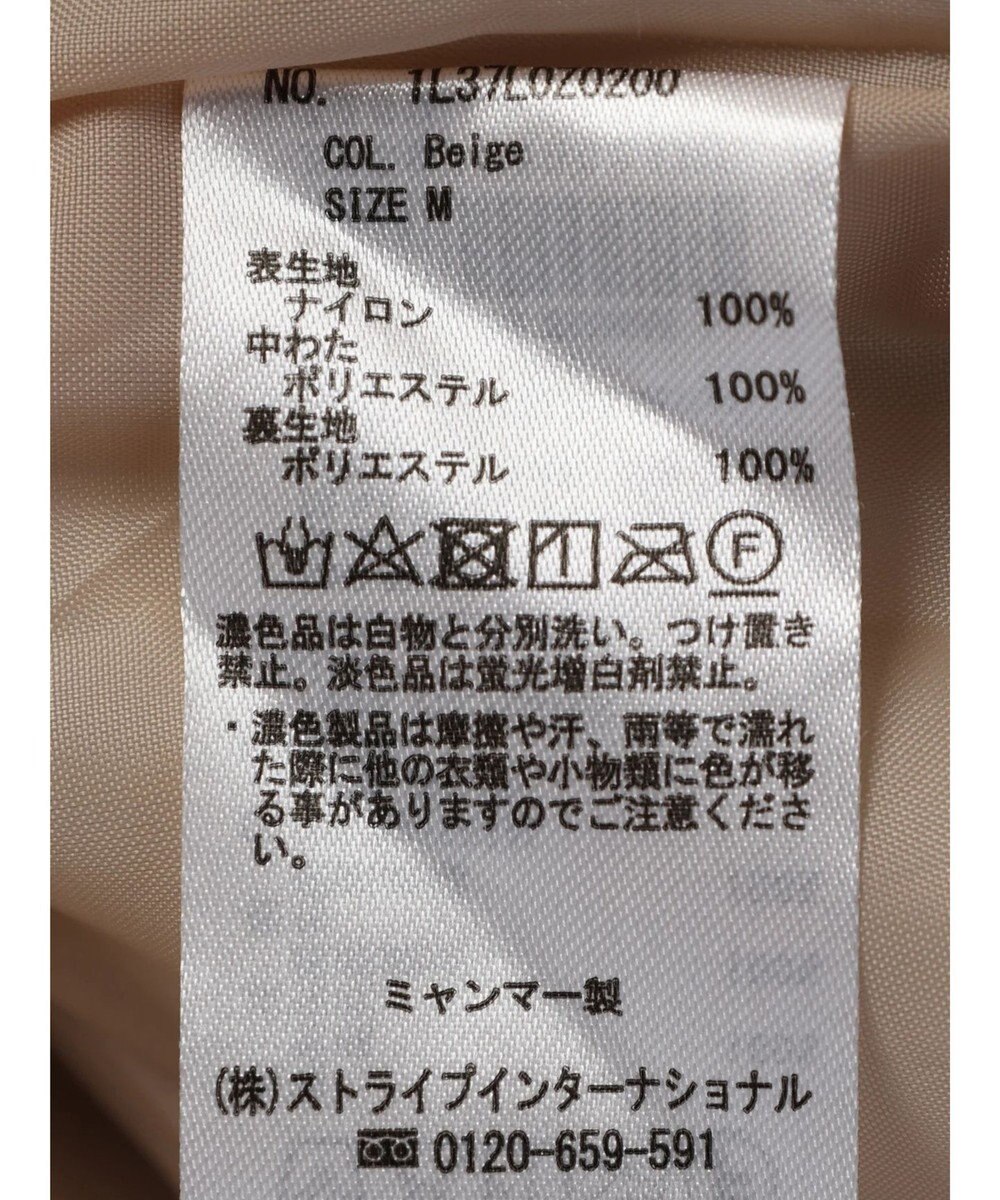 NO. 1L37L0Z0200
COL. Beige
SIZE M
表生地
ナイロン 100%
中わた
ポリエステル 100%
裏生地
ポリエステル 100%
F
濃色品は白物と分別洗い。つけ置き
禁止。淡色品は蛍光増白剤禁止。
・濃色製品は摩擦や汗、雨等で濡れ
た際に他の衣類や小物類に色が移
る事がありますのでご注意くださ
い。
ミャンマー製
(株)ストライプインターナショナル
0120-659-591